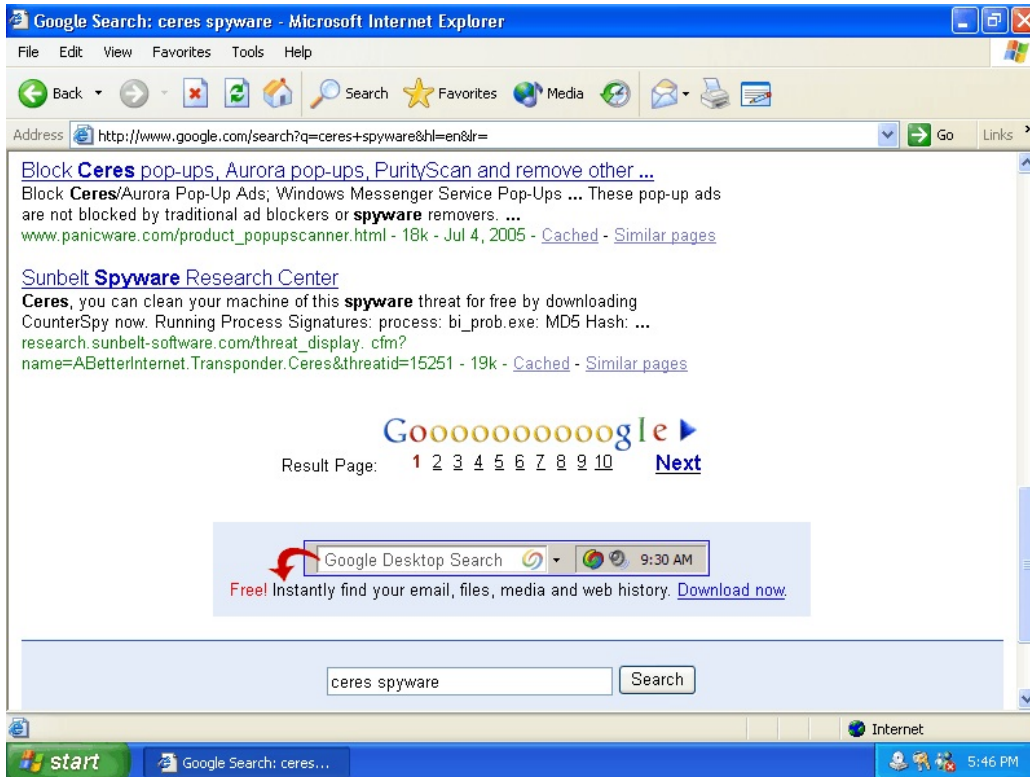 Google Search: ceres spyware - Microsoft Internet Explorer
File Edit View Favorites Tools Help
Back Search Favorites Media
Address http://www.google.com/search?q=ceres+spyware&hl=en&lr= Go Links
Block Ceres pop-ups, Aurora pop-ups, PurityScan and remove other ...
Block Ceres/Aurora Pop-Up Ads; Windows Messenger Service Pop-Ups ... These pop-up ads
are not blocked by traditional ad blockers or spyware removers. ...
www.panicware.com/product_popupscanner.html - 18k - Jul 4, 2005 - Cached - Similar pages
Sunbelt Spyware Research Center
Ceres, you can clean your machine of this spyware threat for free by downloading
CounterSpy now. Running Process Signatures: process: bi_prob.exe: MD5 Hash: ...
research.sunbelt-software.com/threat_display. cfm?
name=ABetterInternet.Transponder.Ceres&threatid=15251 - 19k - Cached - Similar pages
Goooooooooogle
Result Page: 1 2 3 4 5 6 7 8 9 10 Next
Google Desktop Search 9:30 AM
Free! Instantly find your email, files, media and web history. Download now.
ceres spyware Search
Internet
start Google Search: ceres... 5:46 PM